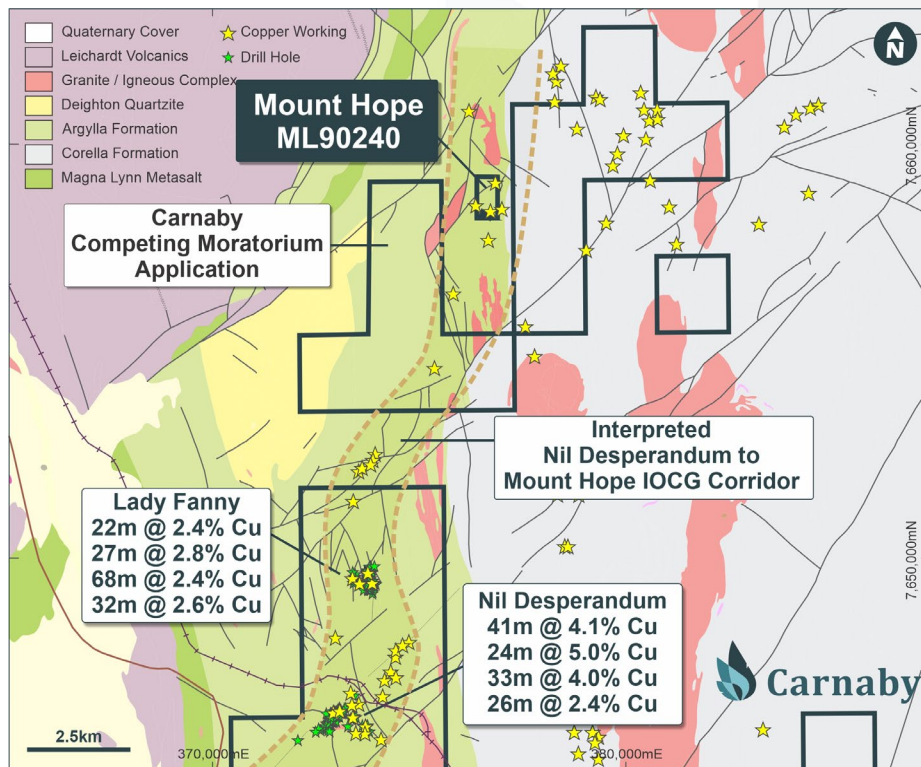 Quaternary Cover
Leichardt Volcanics
Granite / Igneous Complex
Deighton Quartzite
Argylla Formation
Corella Formation
Magna Lynn Metasalt
Copper Working
Drill Hole
N
Mount Hope
ML90240
Carnaby
Competing Moratorium
Application
7,660,000mN
Interpreted
Nil Desperandum to
Mount Hope IOCG Corridor
Lady Fanny
22m @ 2.4% Cu
27m @ 2.8% Cu
68m @ 2.4% Cu
32m @ 2.6% Cu
7,650,000mN
Nil Desperandum
41m @ 4.1% Cu
24m @ 5.0% Cu
33m @ 4.0% Cu
26m @ 2.4% Cu
Carnaby
2.5km
370,000mE
380,000mE